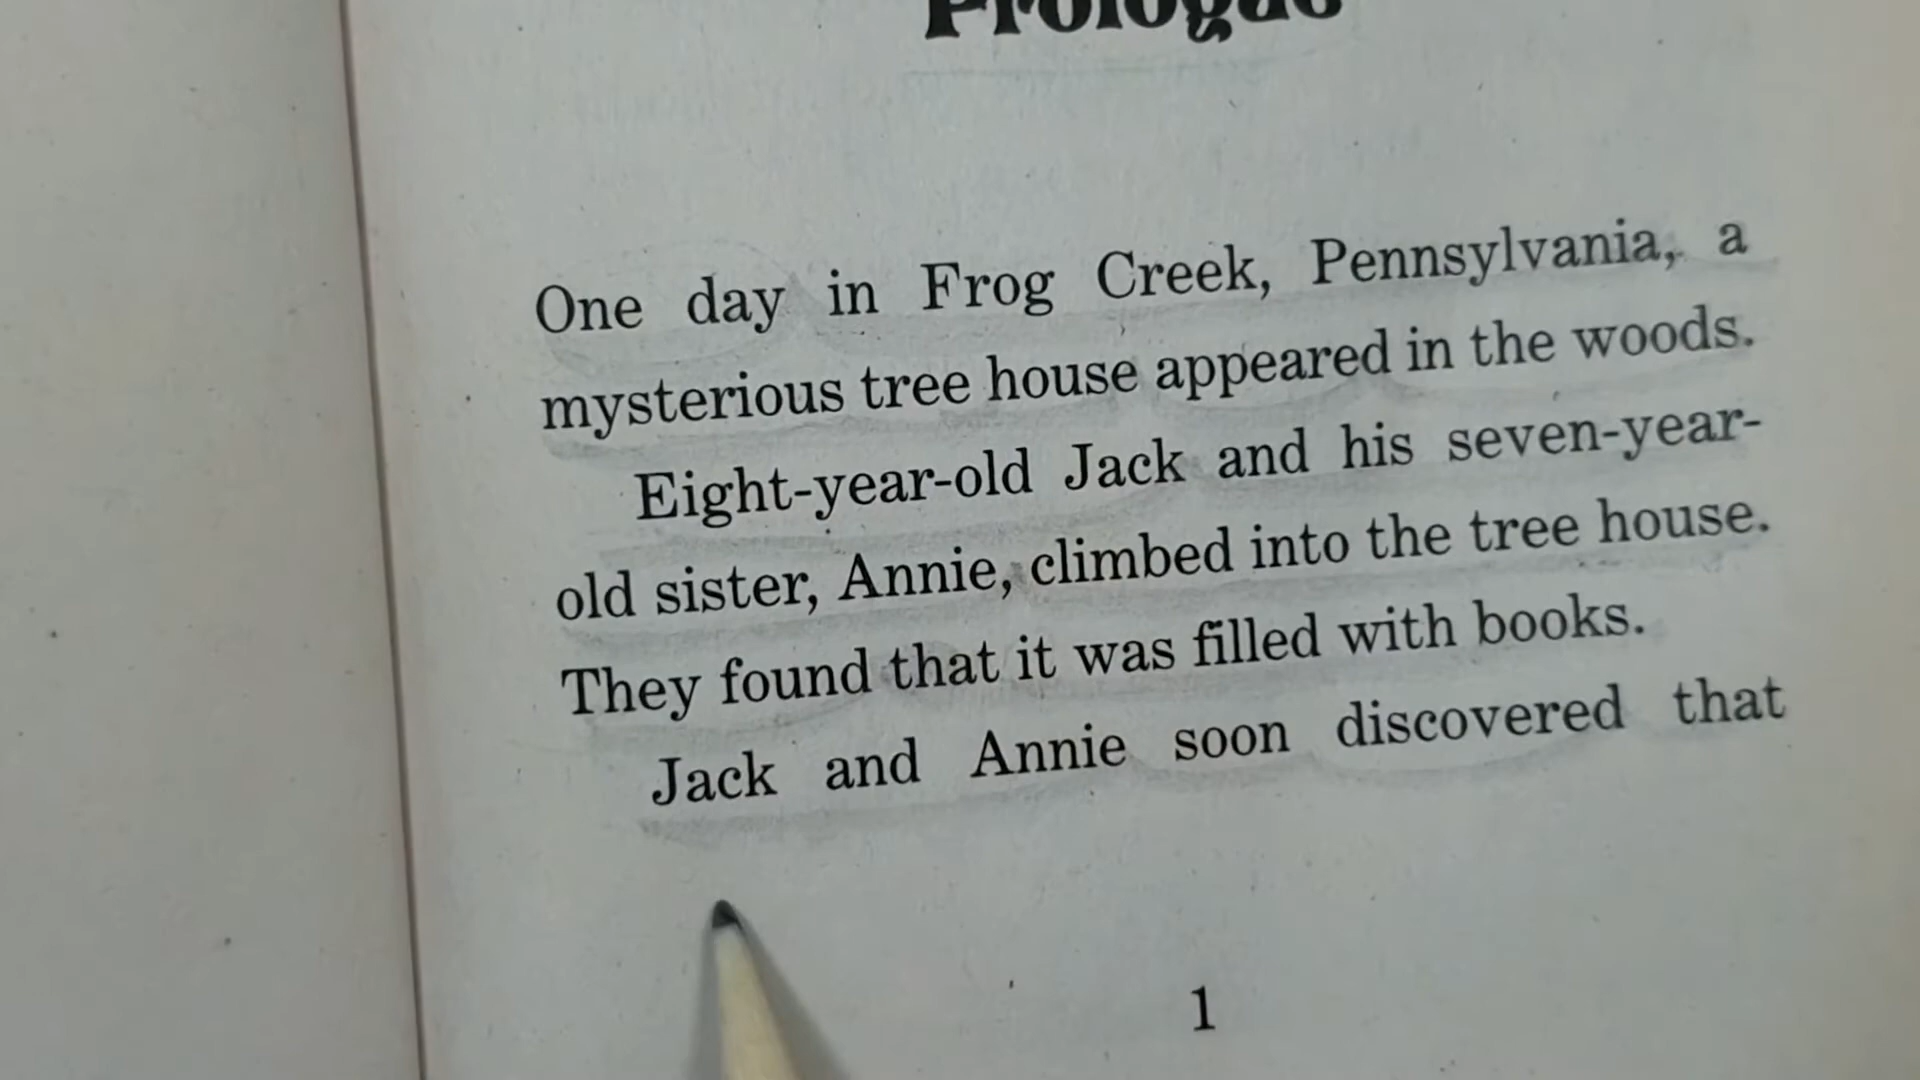 Prologue
One day in Frog Creek, Pennsylvania, a
mysterious tree house appeared in the woods.
Eight-year-old Jack and his seven-year-
old sister, Annie, climbed into the tree house.
They found that it was filled with books.
Jack and Annie soon discovered that
1